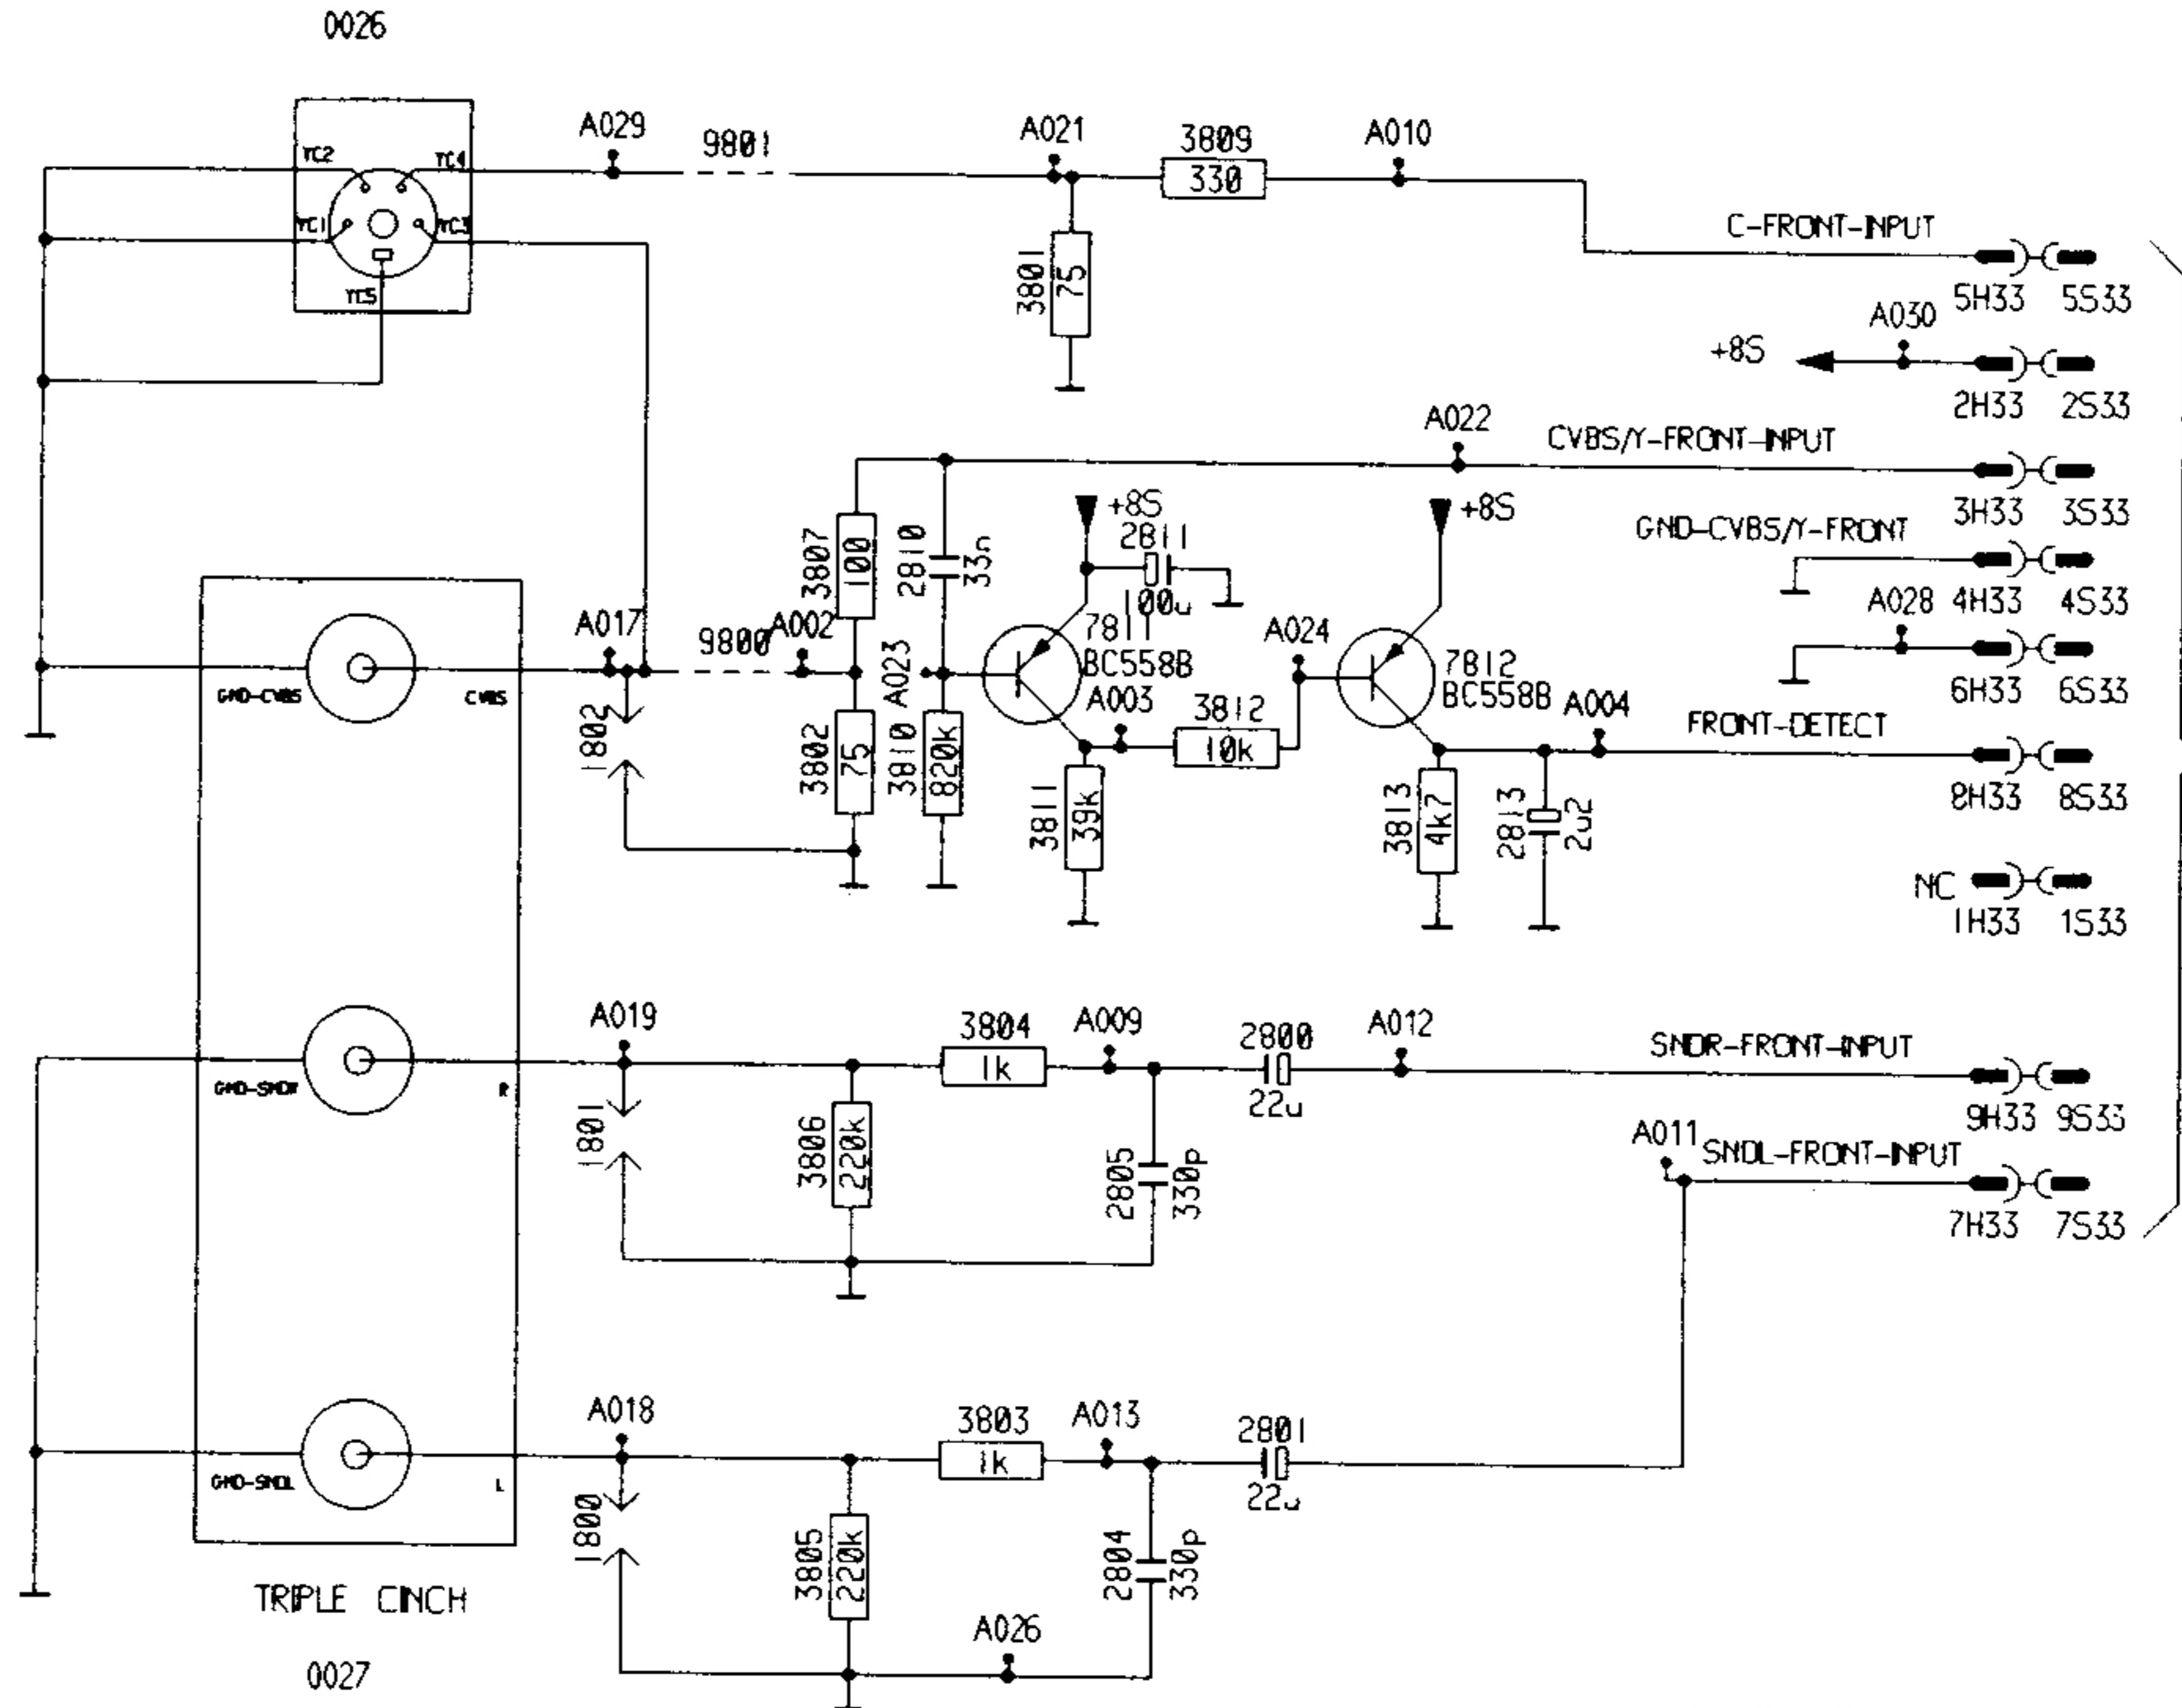 0026
A029
9801
A021
3809
330
A010
YC2
YC4
YC1
YC3
YC5
3801
75
C-FRONT-INPUT
5H33
5S33
A030
+8S
2H33
2S33
A022
CVBS/Y-FRONT-INPUT
3H33
3S33
+8S
2811
100u
+8S
GND-CVBS/Y-FRONT
3807
100
2810
33n
A028
4H33
4S33
A017
9800
A002
A023
7811
BC558B
A024
7812
BC558B
6H33
6S33
GND-CVBS
CVBS
1802
3802
75
3810
820k
A003
3812
10k
A004
FRONT-DETECT
8H33
8S33
3811
39k
3813
4k7
2813
2u2
NC
1H33
1S33
A019
3804
1k
A009
2800
22u
A012
SNDR-FRONT-INPUT
9H33
9S33
R
1801
3806
220k
2805
330p
A011
SNDL-FRONT-INPUT
7H33
7S33
A018
3803
1k
A013
2801
22u
GND-SNDL
L
1800
3805
220k
2804
330p
TRIPLE CINCH
A026
0027